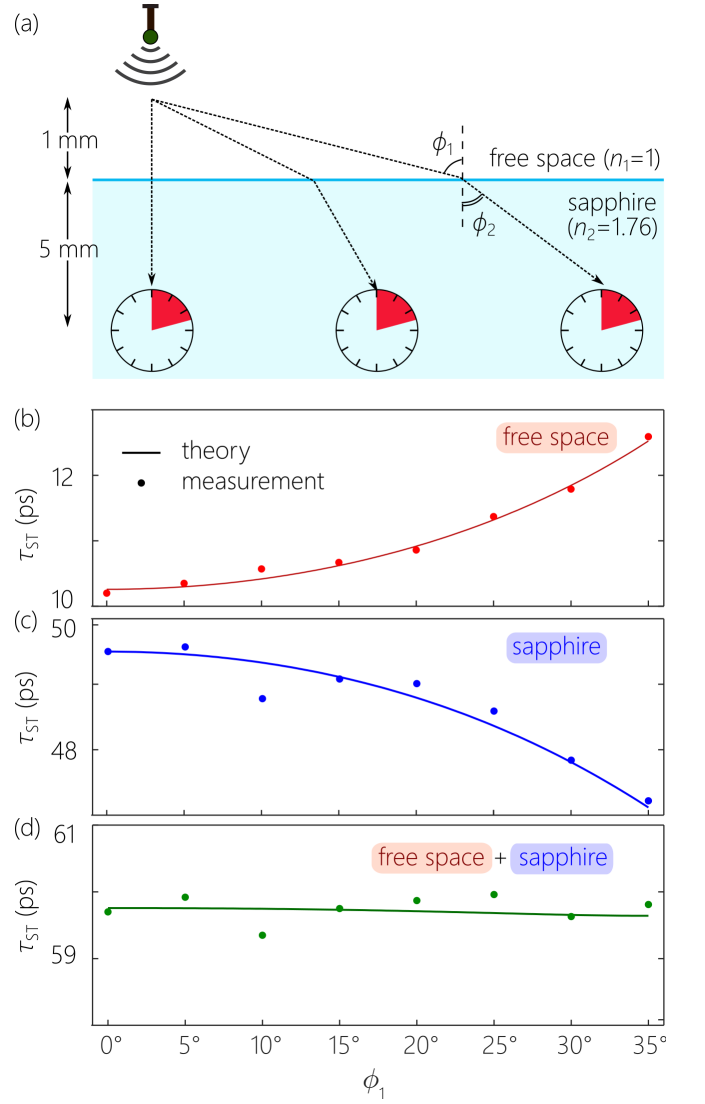 (a)
1 mm
ϕ₁
free space (n₁=1)
sapphire
(n₂=1.76)
5 mm
ϕ₂
(b)
free space
theory
measurement
12
10
τST (ps)
(c)
50
sapphire
48
τST (ps)
(d)
61
free space + sapphire
59
τST (ps)
0° 5° 10° 15° 20° 25° 30° 35°
ϕ₁